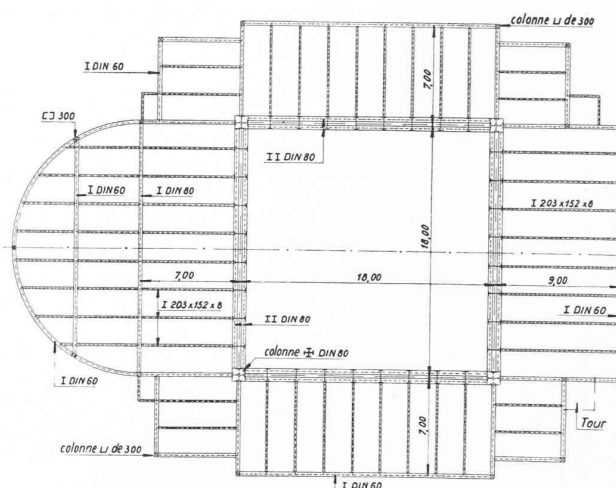 colonne ⊔ de 300
I DIN 60
7,00
⊏⊐ 300
I I DIN 80
I DIN 60
I DIN 80
I 203 x 152 x 8
18,00
7,00
18,00
9,00
I 203 x 152 x 8
I DIN 60
I I DIN 80
colonne DIN 80
I DIN 60
Tour
7,00
colonne ⊔ de 300
I DIN 60